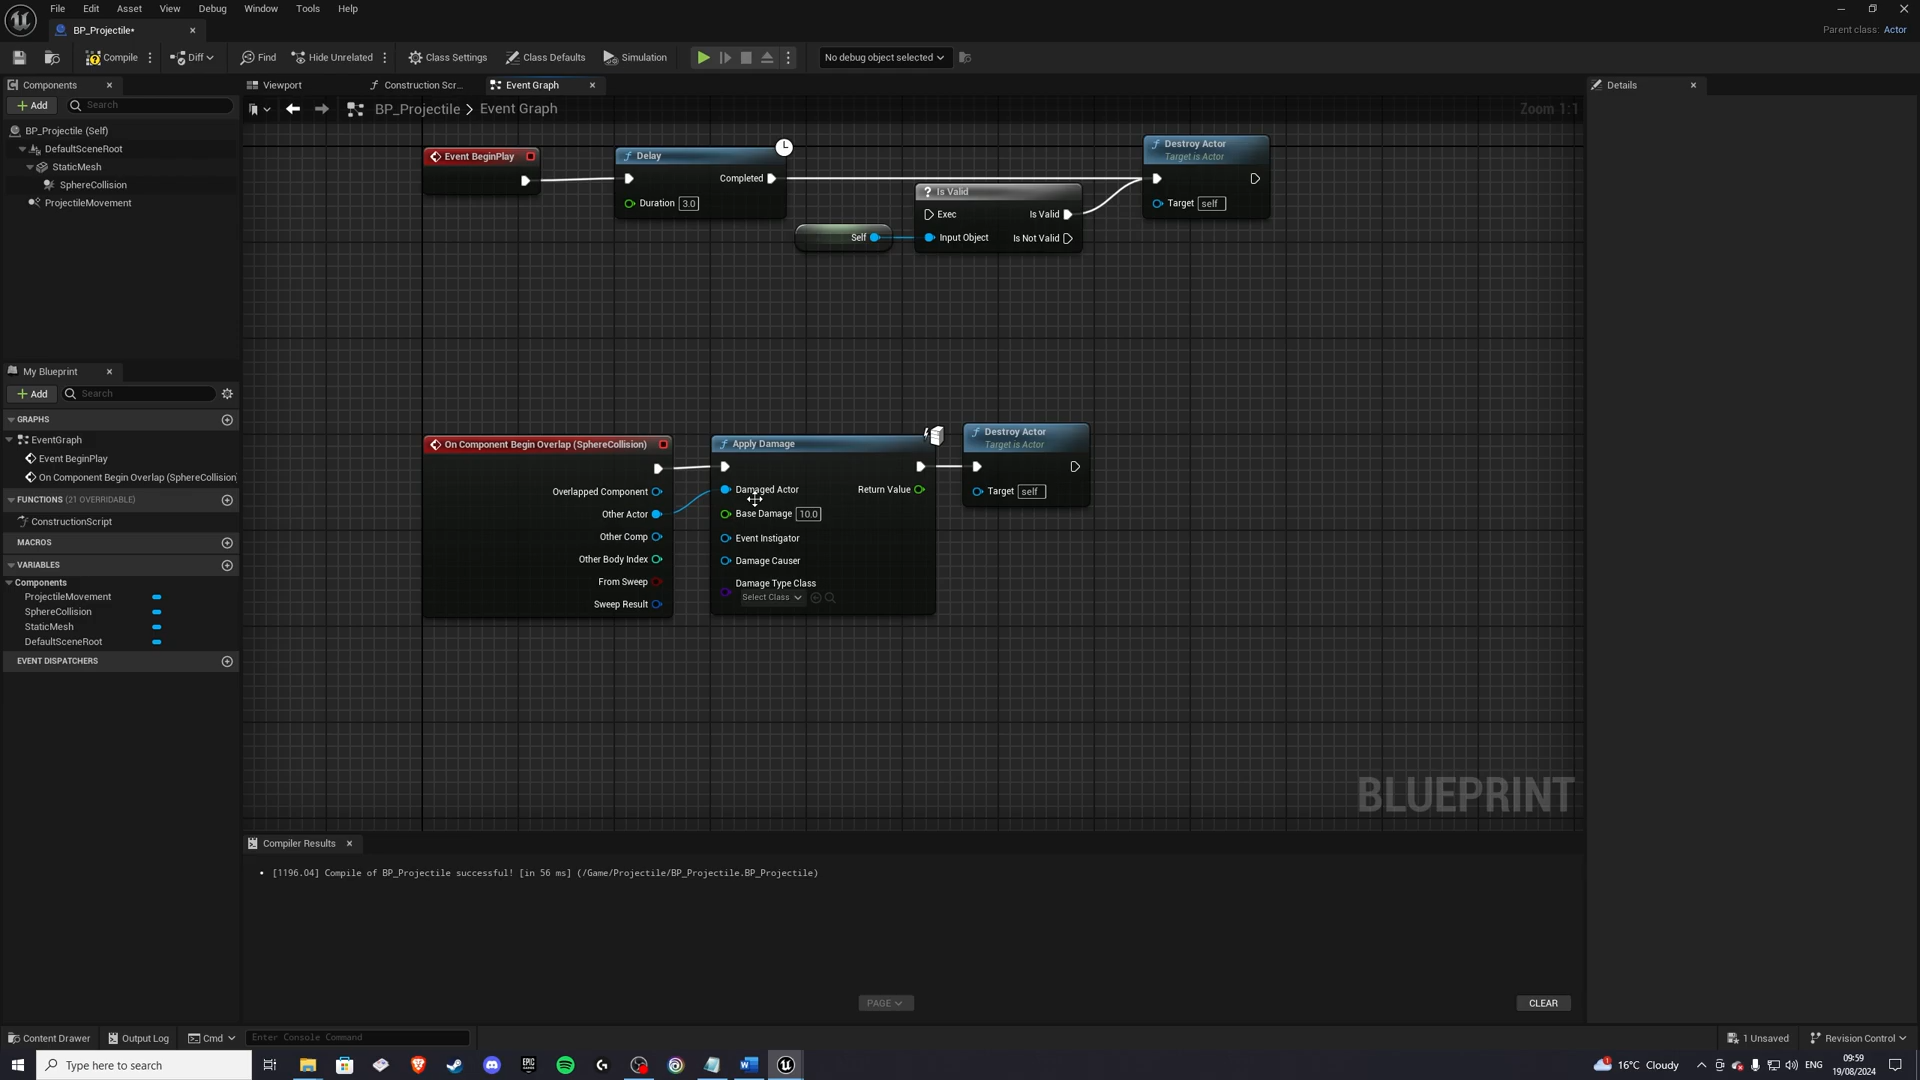 File Edit Asset View Window Debug Tools Help
BP_Projectile*
Parent class: Actor
Compile Diff Find Hide Unrelated Class Settings Class Defaults Simulation No debug object selected
Components
Viewport Construction Scr... Event Graph
Details
Add Search
BP_Projectile > Event Graph
Zoom 1:1
BP_Projectile (Self)
DefaultSceneRoot
StaticMesh
SphereCollision
ProjectileMovement
Event BeginPlay
Delay
Completed
Duration 3.0
Self
Is Valid
Exec Is Valid
Input Object Is Not Valid
Destroy Actor
Target is Actor
Target self
My Blueprint
Add Search
GRAPHS
EventGraph
Event BeginPlay
On Component Begin Overlap (SphereCollision)
FUNCTIONS (21 OVERRIDABLE)
ConstructionScript
MACROS
VARIABLES
Components
ProjectileMovement
SphereCollision
StaticMesh
DefaultSceneRoot
EVENT DISPATCHERS
On Component Begin Overlap (SphereCollision)
Overlapped Component
Other Actor
Other Comp
Other Body Index
From Sweep
Sweep Result
Apply Damage
Damaged Actor Return Value
Base Damage 10.0
Event Instigator
Damage Causer
Damage Type Class
Select Class
Destroy Actor
Target is Actor
Target self
BLUEPRINT
Compiler Results
[1196.04] Compile of BP_Projectile successful! [in 56 ms] (/Game/Projectile/BP_Projectile.BP_Projectile)
PAGE
CLEAR
Content Drawer Output Log Cmd Enter Console Command 1 Unsaved Revision Control
Type here to search
16°C Cloudy
ENG
09:59
19/08/2024